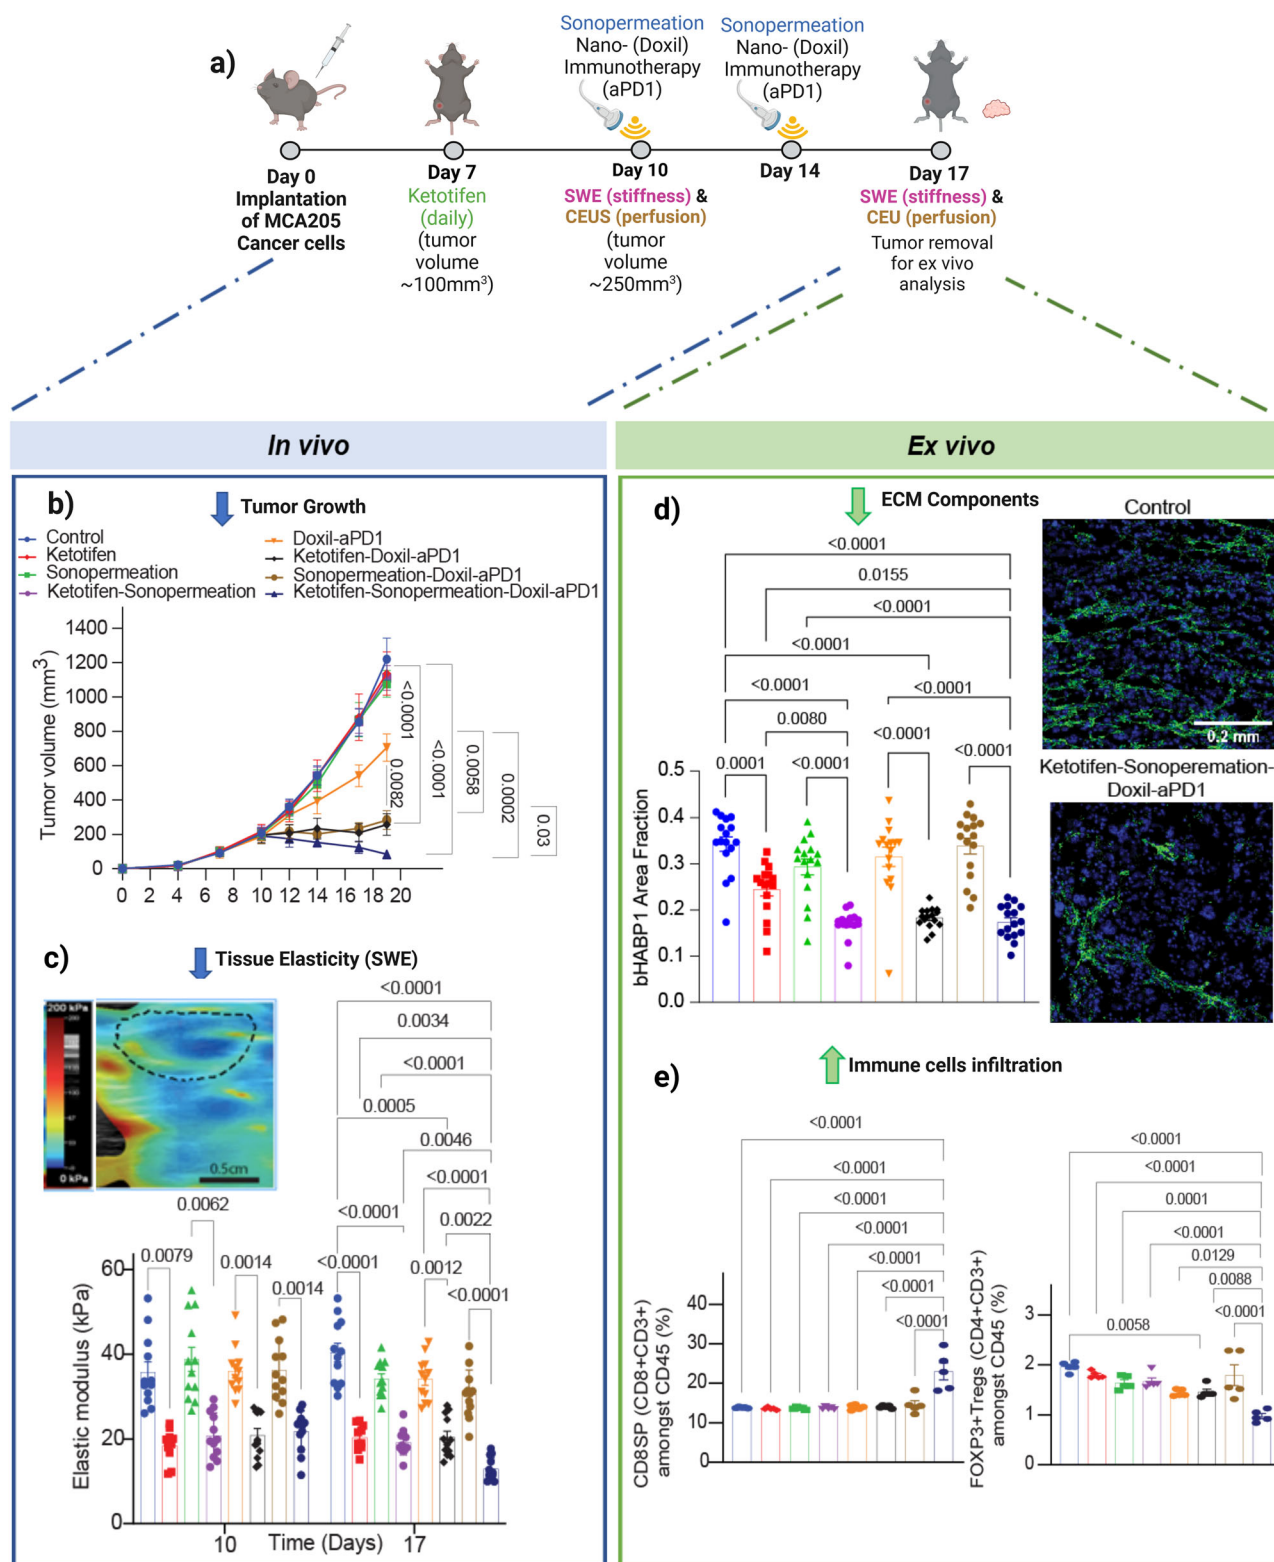 a)
Sonopermeation
Nano- (Doxil)
Immunotherapy
(aPD1)
Sonopermeation
Nano- (Doxil)
Immunotherapy
(aPD1)
Day 0
Implantation
of MCA205
Cancer cells
Day 7
Ketotifen
(daily)
(tumor
volume
~100mm³)
Day 10
SWE (stiffness) &
CEUS (perfusion)
(tumor
volume
~250mm³)
Day 14
Day 17
SWE (stiffness) &
CEU (perfusion)
Tumor removal
for ex vivo
analysis
In vivo
b)
Tumor Growth
Control
Ketotifen
Sonopermeation
Ketotifen-Sonopermeation
Doxil-aPD1
Ketotifen-Doxil-aPD1
Sonopermeation-Doxil-aPD1
Ketotifen-Sonopermeation-Doxil-aPD1
Tumor volume (mm³)
1400
1200
1000
800
600
400
200
0
0 2 4 6 8 10 12 14 16 18 20
<0.0001
0.0082
<0.0001
0.0058
0.0002
0.03
c)
Tissue Elasticity (SWE)
200 kPa
0 kPa
0.5cm
<0.0001
0.0034
<0.0001
0.0005
0.0046
<0.0001
0.0062
<0.0001
0.0022
0.0079
0.0014
0.0014
<0.0001
0.0012
<0.0001
Elastic modulus (kPa)
60
40
20
0
10
Time (Days)
17
Ex vivo
d)
ECM Components
<0.0001
0.0155
<0.0001
<0.0001
<0.0001
<0.0001
0.0080
<0.0001
<0.0001
0.0001
<0.0001
bHABP1 Area Fraction
0.5
0.4
0.3
0.2
0.1
0.0
Control
0.2 mm
Ketotifen-Sonoperemation-
Doxil-aPD1
e)
Immune cells infiltration
<0.0001
<0.0001
<0.0001
<0.0001
<0.0001
<0.0001
<0.0001
CD8SP (CD8+CD3+)
amongst CD45 (%)
40
30
20
10
0
<0.0001
<0.0001
0.0001
<0.0001
0.0129
0.0088
<0.0001
0.0058
FOXP3+Tregs (CD4+CD3+)
amongst CD45 (%)
3
2
1
0